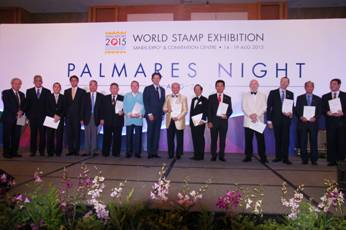 2015
WORLD STAMP EXHIBITION
SANDS EXPO & CONVENTION CENTRE • 14 - 19 AUG 2015
PALMARES NIGHT